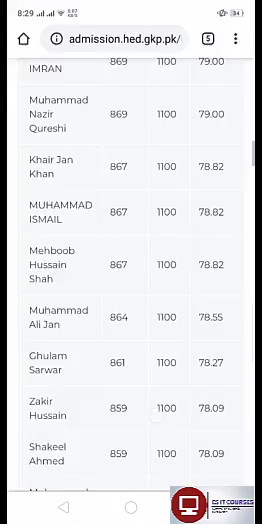 8:29
admission.hed.gkp.pk/ 5
IMRAN 869 1100 79.00
Muhammad
Nazir 869 1100 79.00
Qureshi
Khair Jan 867 1100 78.82
Khan
MUHAMMAD 867 1100 78.82
ISMAIL
Mehboob
Hussain 867 1100 78.82
Shah
Muhammad 864 1100 78.55
Ali Jan
Ghulam 861 1100 78.27
Sarwar
Zakir 859 1100 78.09
Hussain
Shakeel 859 1100 78.09
Ahmed
ES IT COURSES